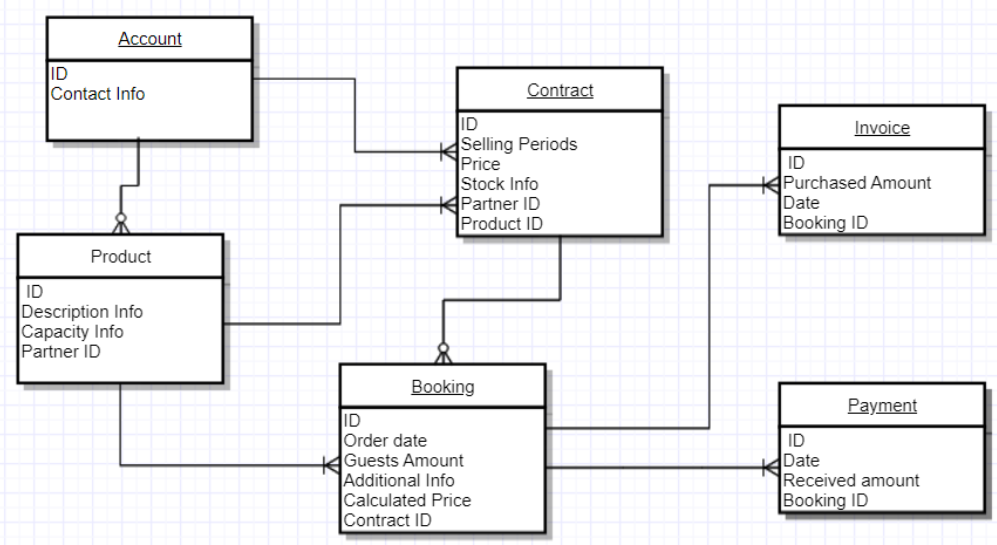 Account
ID
Contact Info
Contract
ID
Selling Periods
Price
Stock Info
Partner ID
Product ID
Invoice
ID
Purchased Amount
Date
Booking ID
Product
ID
Description Info
Capacity Info
Partner ID
Booking
ID
Order date
Guests Amount
Additional Info
Calculated Price
Contract ID
Payment
ID
Date
Received amount
Booking ID